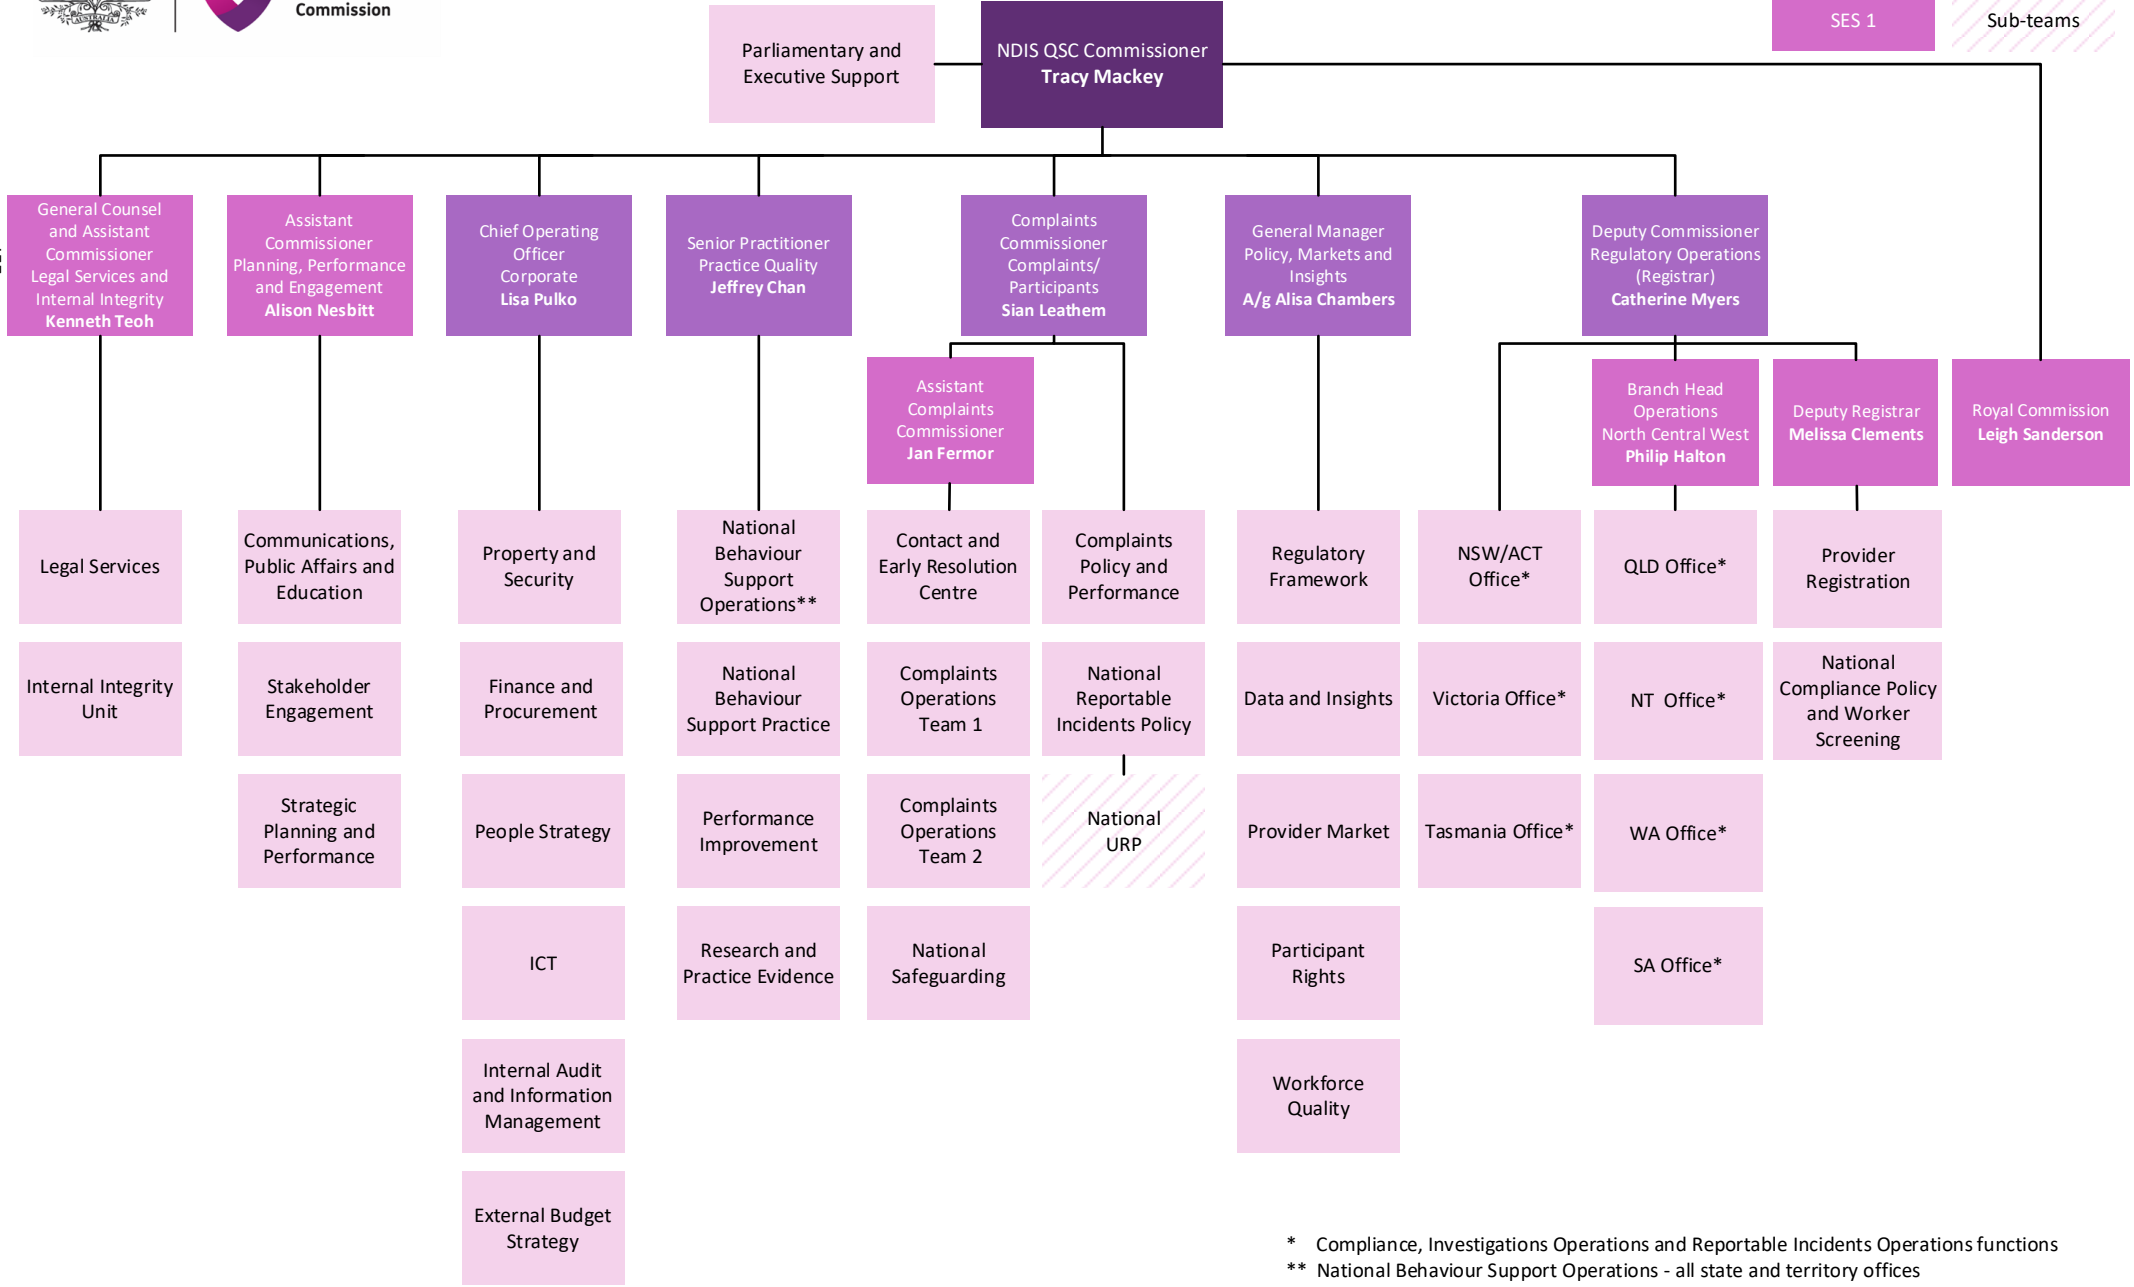 AUSTRALIA
Commission
SES 1
Sub-teams
Parliamentary and
Executive Support
NDIS QSC Commissioner
Tracy Mackey
General Counsel
and Assistant
Commissioner
Legal Services and
Internal Integrity
Kenneth Teoh
Assistant
Commissioner
Planning, Performance
and Engagement
Alison Nesbitt
Chief Operating
Officer
Corporate
Lisa Pulko
Senior Practitioner
Practice Quality
Jeffrey Chan
Complaints
Commissioner
Complaints/
Participants
Sian Leathem
General Manager
Policy, Markets and
Insights
A/g Alisa Chambers
Deputy Commissioner
Regulatory Operations
(Registrar)
Catherine Myers
Assistant
Complaints
Commissioner
Jan Fermor
Branch Head
Operations
North Central West
Philip Halton
Deputy Registrar
Melissa Clements
Royal Commission
Leigh Sanderson
Legal Services
Communications,
Public Affairs and
Education
Property and
Security
National
Behaviour
Support
Operations**
Contact and
Early Resolution
Centre
Complaints
Policy and
Performance
Regulatory
Framework
NSW/ACT
Office*
QLD Office*
Provider
Registration
Internal Integrity
Unit
Stakeholder
Engagement
Finance and
Procurement
National
Behaviour
Support Practice
Complaints
Operations
Team 1
National
Reportable
Incidents Policy
Data and Insights
Victoria Office*
NT Office*
National
Compliance Policy
and Worker
Screening
Strategic
Planning and
Performance
People Strategy
Performance
Improvement
Complaints
Operations
Team 2
National
URP
Provider Market
Tasmania Office*
WA Office*
ICT
Research and
Practice Evidence
National
Safeguarding
Participant
Rights
SA Office*
Internal Audit
and Information
Management
Workforce
Quality
External Budget
Strategy
* Compliance, Investigations Operations and Reportable Incidents Operations functions
** National Behaviour Support Operations - all state and territory offices